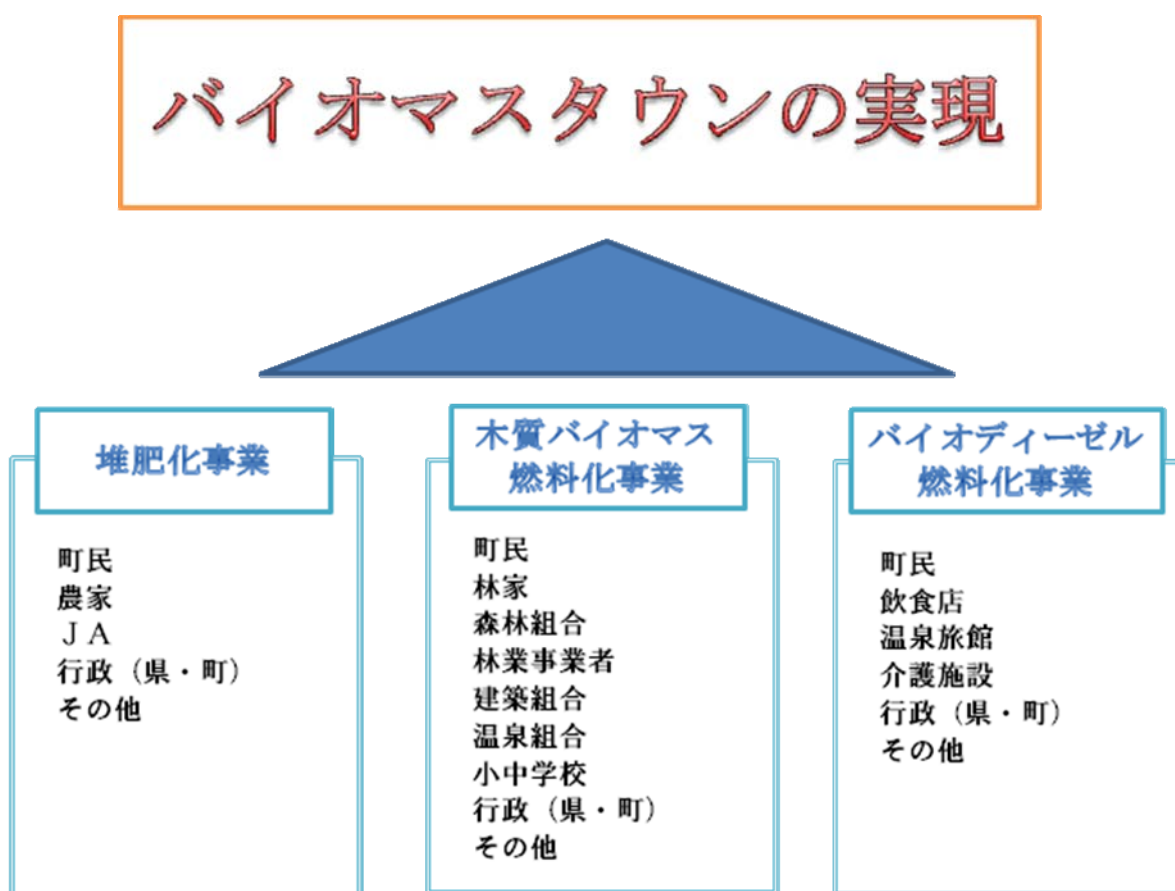 バイオマスタウンの実現
堆肥化事業
町民
農家
ＪＡ
行政（県・町）
その他
木質バイオマス
燃料化事業
町民
林家
森林組合
林業事業者
建築組合
温泉組合
小中学校
行政（県・町）
その他
バイオディーゼル
燃料化事業
町民
飲食店
温泉旅館
介護施設
行政（県・町）
その他